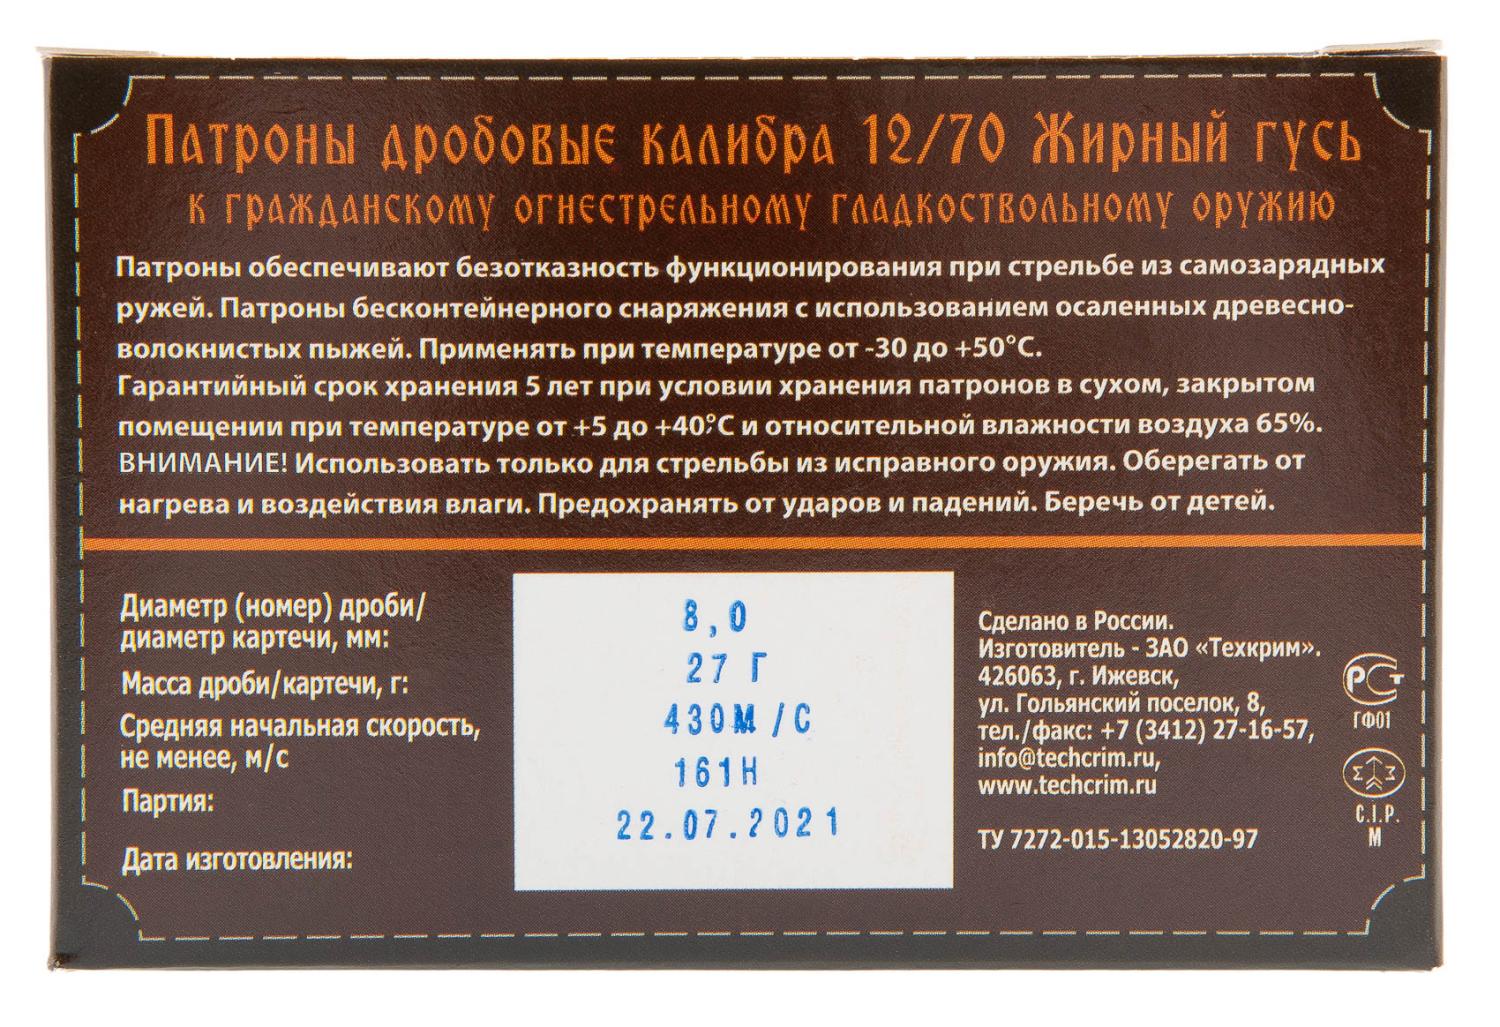 Патроны дробовые калибра 12/70 Жирный гусь
к гражданскому огнестрельному гладкоствольному оружию
Патроны обеспечивают безотказность функционирования при стрельбе из самозарядных
ружей. Патроны бесконтейнерного снаряжения с использованием осаленных древесно-
волокнистых пыжей. Применять при температуре от -30 до +50°С.
Гарантийный срок хранения 5 лет при условии хранения патронов в сухом, закрытом
помещении при температуре от +5 до +40°С и относительной влажности воздуха 65%.
ВНИМАНИЕ! Использовать только для стрельбы из исправного оружия. Оберегать от
нагрева и воздействия влаги. Предохранять от ударов и падений. Беречь от детей.
Диаметр (номер) дроби/
диаметр картечи, мм:
Масса дроби/картечи, г:
Средняя начальная скорость,
не менее, м/с
Партия:
Дата изготовления:
8,0
27 Г
430М/С
161Н
22.07.2021
Сделано в России.
Изготовитель - ЗАО «Техкрим».
426063, г. Ижевск,
ул. Гольянский поселок, 8,
тел./факс: +7 (3412) 27-16-57,
info@techcrim.ru,
www.techcrim.ru
ТУ 7272-015-13052820-97
РСТ
ГФ01
C.I.P.
М